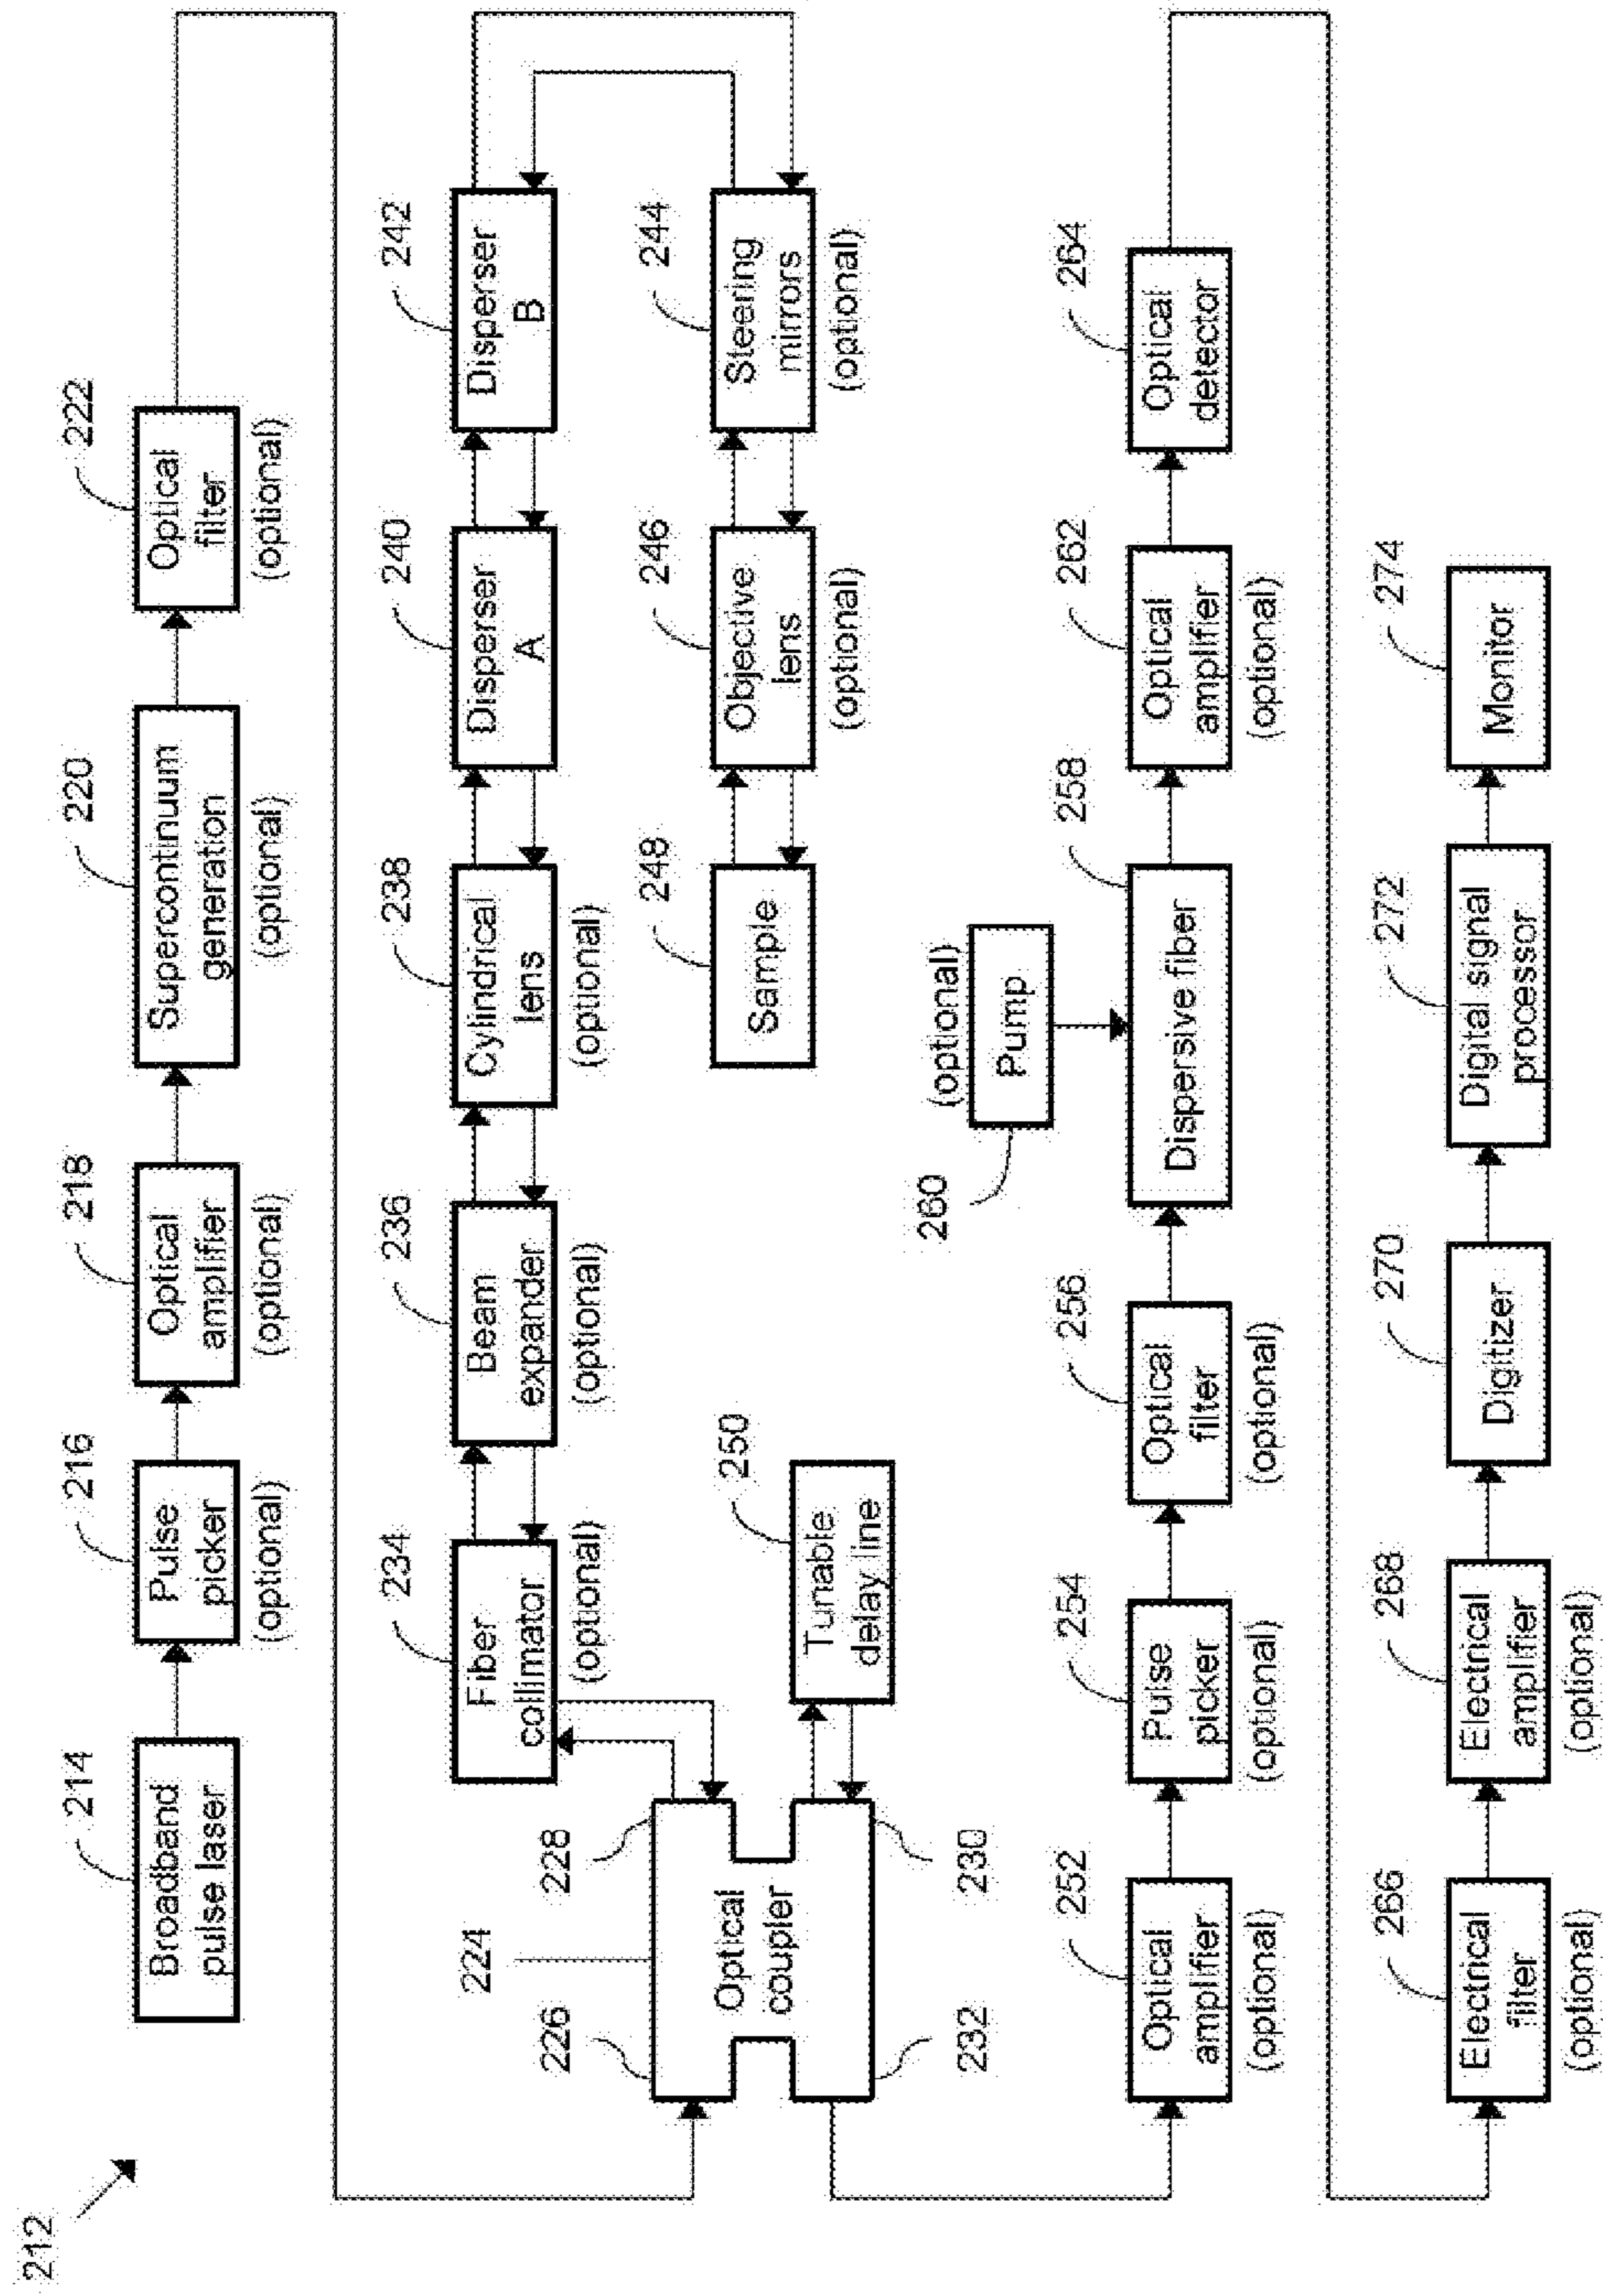 212
214
Broadband
pulse laser
216
Pulse
picker
(optional)
218
Optical
amplifier
(optional)
220
Supercontinuum
generation
(optional)
222
Optical
filter
(optional)
234
Fiber
collimator
(optional)
236
Beam
expander
(optional)
238
Cylindrical
lens
(optional)
240
Disperser
A
242
Disperser
B
226
224
228
Optical
coupler
232
230
250
Tunable
delay line
248
Sample
246
Objective
lens
(optional)
244
Steering
mirrors
(optional)
252
Optical
amplifier
(optional)
254
Pulse
picker
(optional)
256
Optical
filter
(optional)
260
(optional)
Pump
258
Dispersive fiber
262
Optical
amplifier
(optional)
264
Optical
detector
266
Electrical
filter
(optional)
268
Electrical
amplifier
(optional)
270
Digitizer
272
Digital signal
processor
274
Monitor